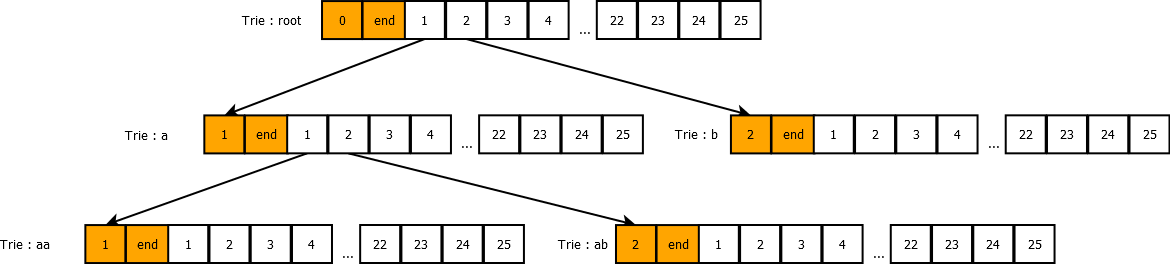 Trie : root 0 end 1 2 3 4 ... 22 23 24 25
Trie : a 1 end 1 2 3 4 ... 22 23 24 25 Trie : b 2 end 1 2 3 4 ... 22 23 24 25
Trie : aa 1 end 1 2 3 4 ... 22 23 24 25 Trie : ab 2 end 1 2 3 4 ... 22 23 24 25